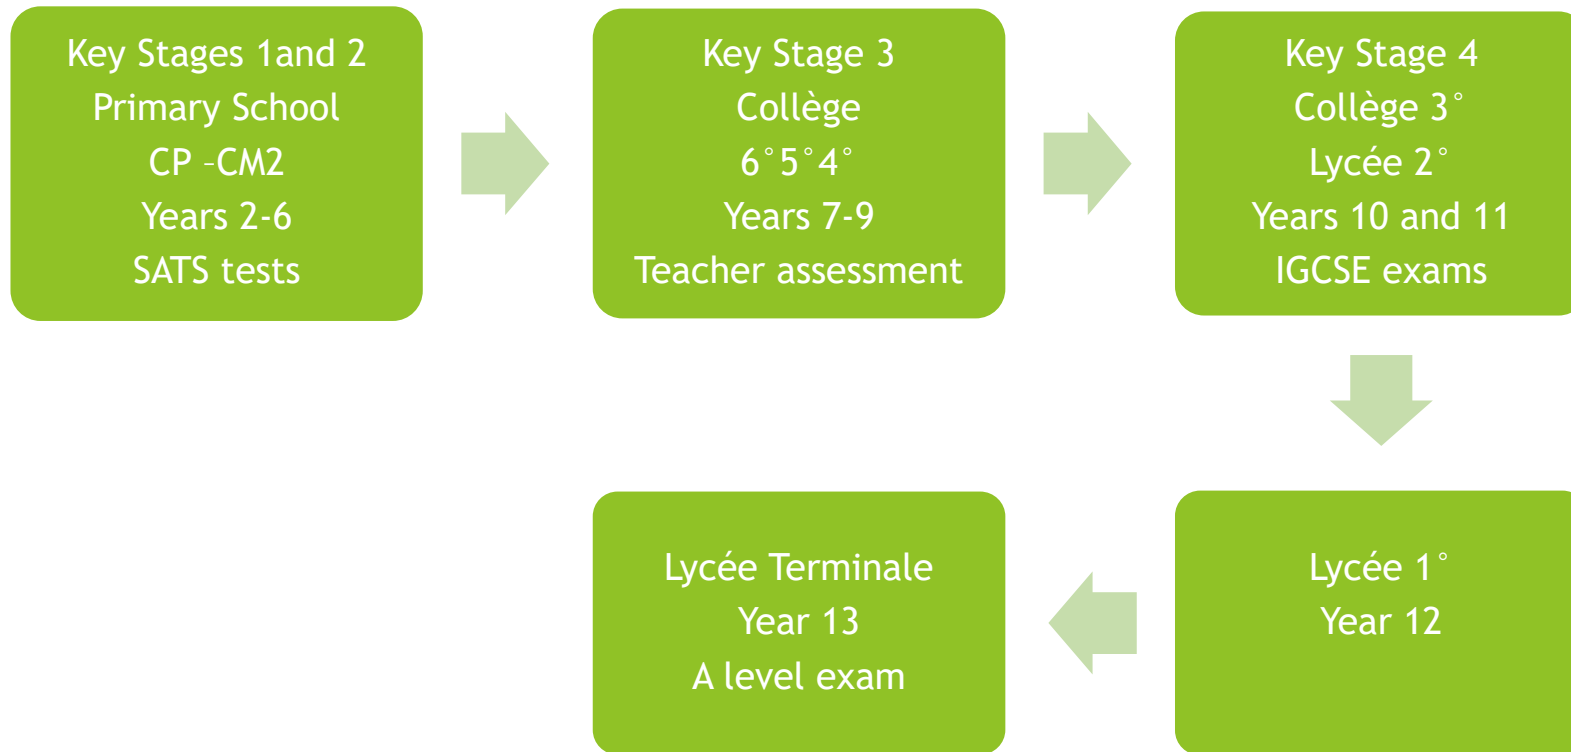 Key Stages 1and 2
Primary School
CP –CM2
Years 2-6
SATS tests
Key Stage 3
Collège
6°5°4°
Years 7-9
Teacher assessment
Key Stage 4
Collège 3°
Lycée 2°
Years 10 and 11
IGCSE exams
Lycée 1°
Year 12
Lycée Terminale
Year 13
A level exam